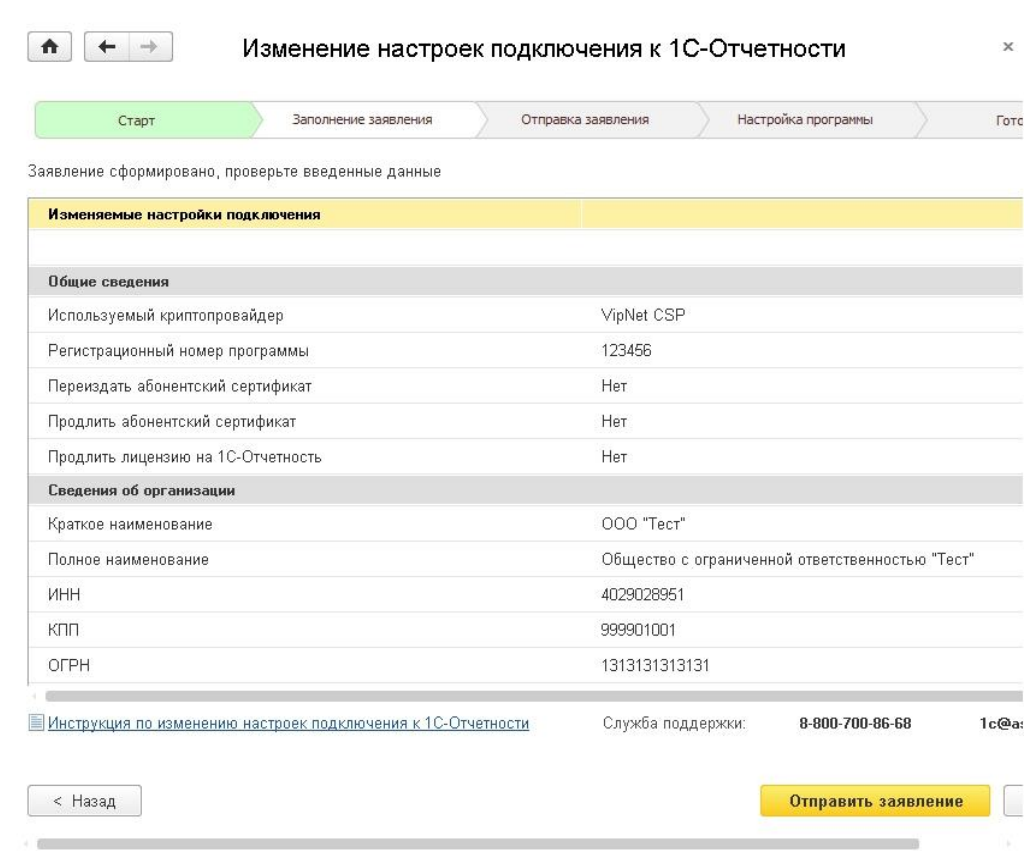 Изменение настроек подключения к 1С-Отчетности
×
Старт
Заполнение заявления
Отправка заявления
Настройка программы
Заявление сформировано, проверьте введенные данные
Изменяемые настройки подключения
Общие сведения
Используемый криптопровайдер VipNet CSP
Регистрационный номер программы 123456
Переиздать абонентский сертификат Нет
Продлить абонентский сертификат Нет
Продлить лицензию на 1С-Отчетность Нет
Сведения об организации
Краткое наименование ООО "Тест"
Полное наименование Общество с ограниченной ответственностью "Тест"
ИНН 4029028951
КПП 999901001
ОГРН 1313131313131
Инструкция по изменению настроек подключения к 1С-Отчетности Служба поддержки: 8-800-700-86-68
< Назад Отправить заявление